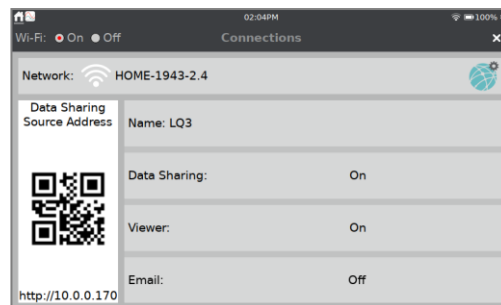 02:04PM 100%
Wi-Fi: On Off Connections x
Network: HOME-1943-2.4
Data Sharing
Source Address
Name: LQ3
Data Sharing: On
Viewer: On
Email: Off
http://10.0.0.170